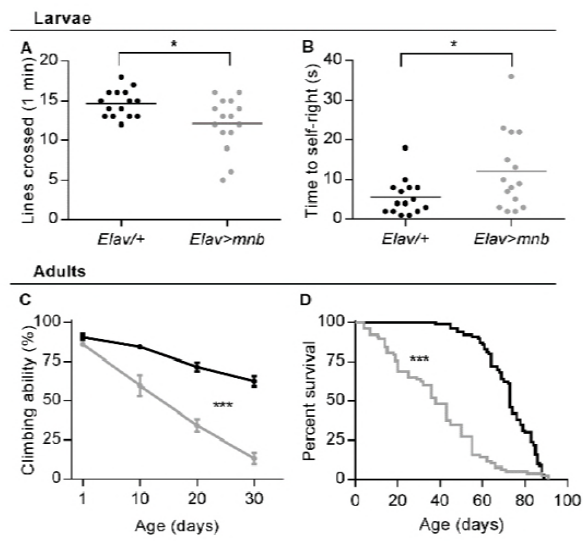 Larvae
A
*
Lines crossed (1 min)
20
15
10
5
0
Elav/+
Elav>mnb
B
*
Time to self-right (s)
40
30
20
10
0
Elav/+
Elav>mnb
Adults
C
Climbing ability (%)
100
75
50
25
0
***
1
10
20
30
Age (days)
D
Percent survival
100
75
50
25
0
***
0
20
40
60
80
100
Age (days)